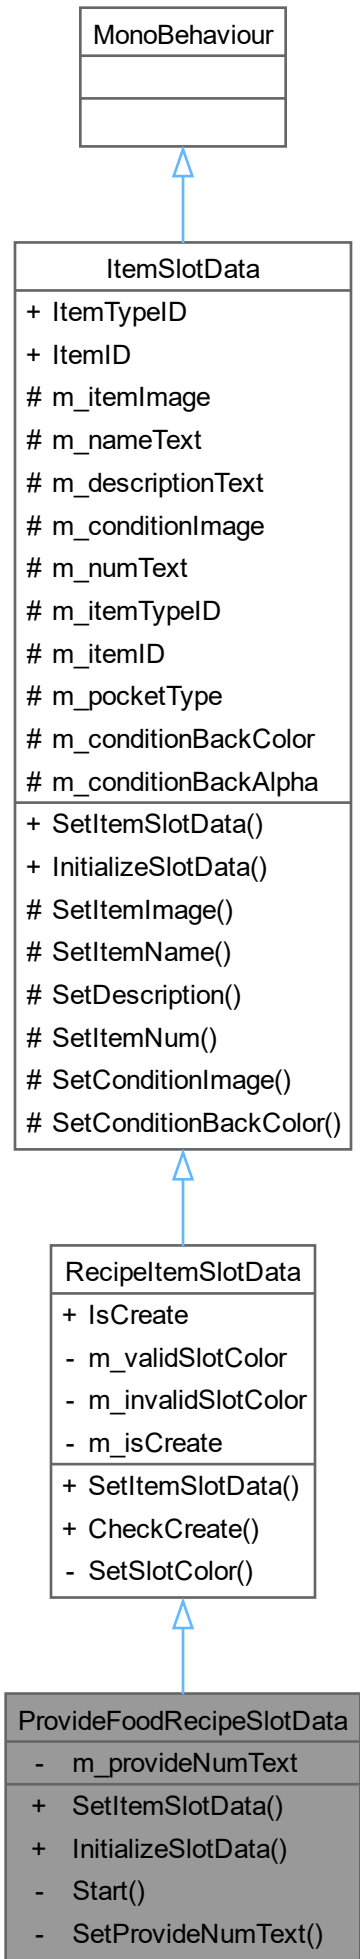 MonoBehaviour
ItemSlotData
+ ItemTypeID
+ ItemID
# m_itemImage
# m_nameText
# m_descriptionText
# m_conditionImage
# m_numText
# m_itemTypeID
# m_itemID
# m_pocketType
# m_conditionBackColor
# m_conditionBackAlpha
+ SetItemSlotData()
+ InitializeSlotData()
# SetItemImage()
# SetItemName()
# SetDescription()
# SetItemNum()
# SetConditionImage()
# SetConditionBackColor()
RecipeItemSlotData
+ IsCreate
- m_validSlotColor
- m_invalidSlotColor
- m_isCreate
+ SetItemSlotData()
+ CheckCreate()
- SetSlotColor()
ProvideFoodRecipeSlotData
- m_provideNumText
+ SetItemSlotData()
+ InitializeSlotData()
- Start()
- SetProvideNumText()